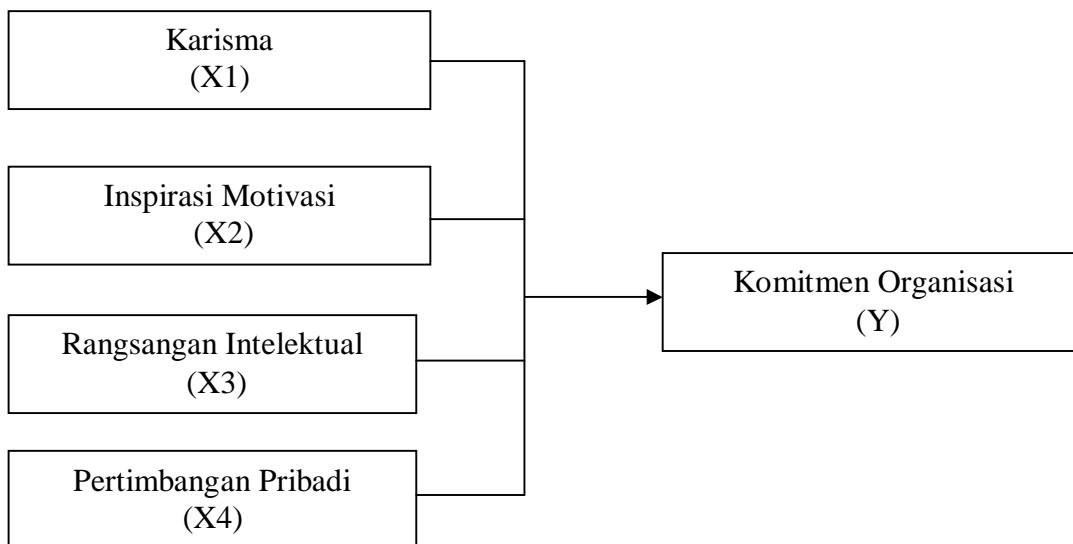 Karisma
(X1)
Inspirasi Motivasi
(X2)
Rangsangan Intelektual
(X3)
Pertimbangan Pribadi
(X4)
Komitmen Organisasi
(Y)